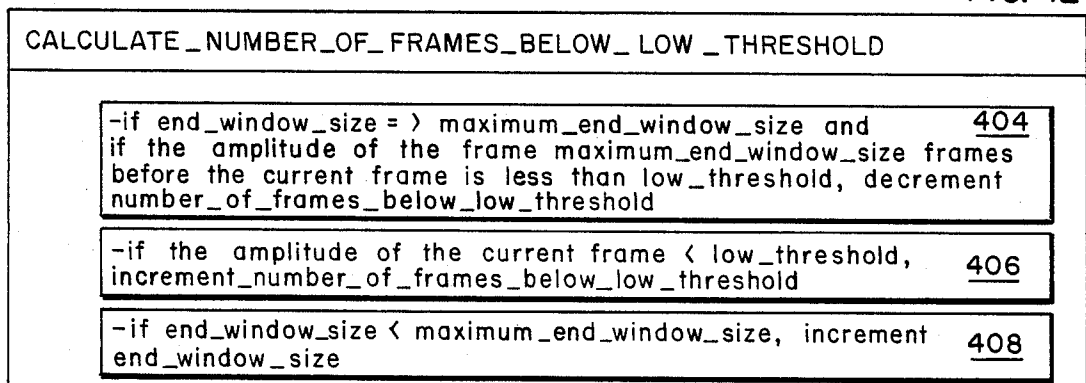 CALCULATE_NUMBER_OF_FRAMES_BELOW_LOW_THRESHOLD
-if end_window_size = > maximum_end_window_size and 404
if the amplitude of the frame maximum_end_window_size frames
before the current frame is less than low_threshold, decrement
number_of_frames_below_low_threshold
-if the amplitude of the current frame < low_threshold, 406
increment_number_of_frames_below_low_threshold
-if end_window_size < maximum_end_window_size, increment 408
end_window_size